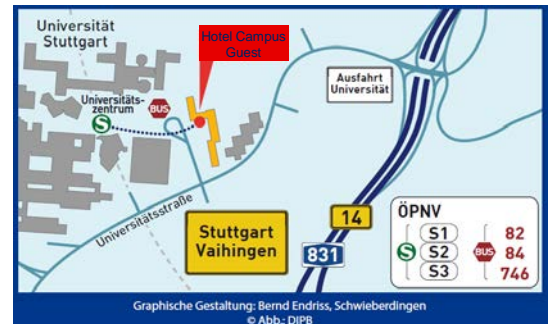 Universität
Stuttgart
Hotel Campus
Guest
Universitäts-
zentrum
BUS
S
Ausfahrt
Universität
Universitätsstraße
Stuttgart
Vaihingen
14
831
ÖPNV
S
S1
S2
S3
BUS
82
84
746
Graphische Gestaltung: Bernd Endriss, Schwieberdingen
© Abb.: DIPB